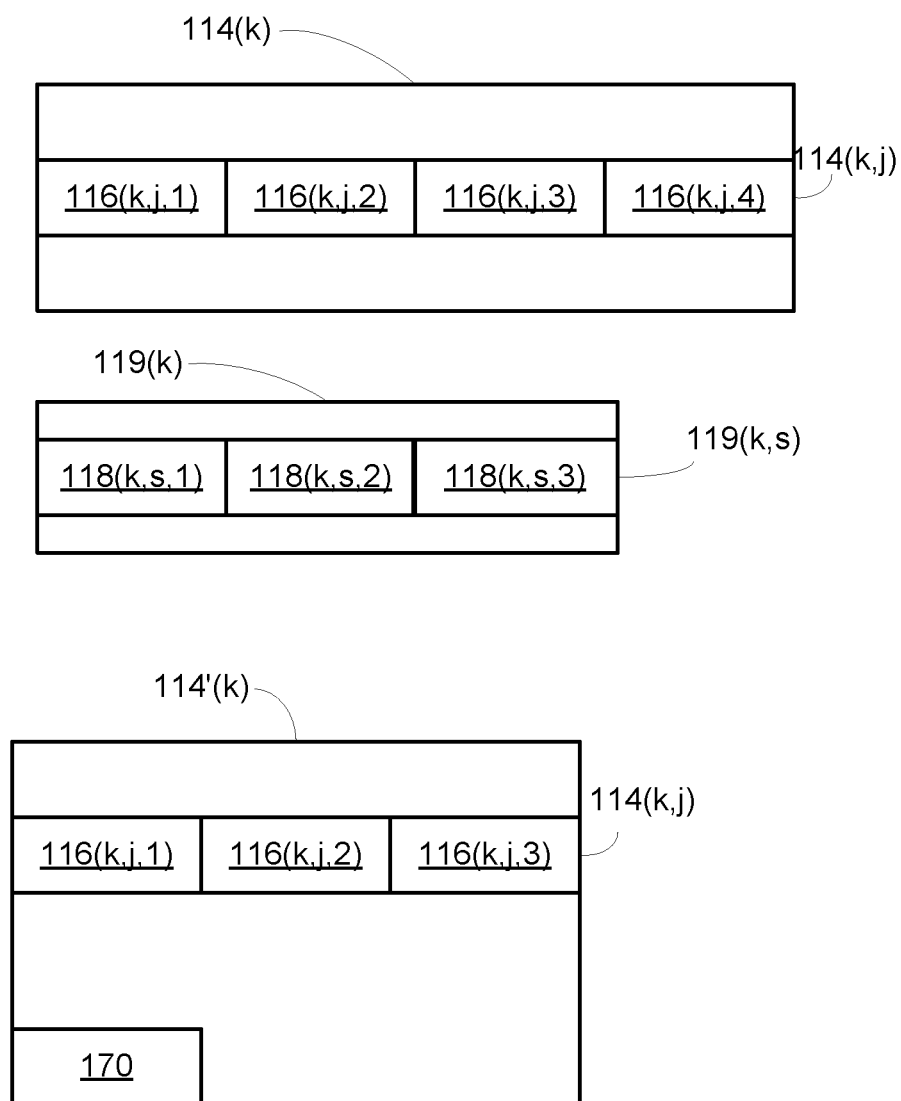 114(k)
114(k,j)
116(k,j,1) 116(k,j,2) 116(k,j,3) 116(k,j,4)
119(k)
119(k,s)
118(k,s,1) 118(k,s,2) 118(k,s,3)
114'(k)
114(k,j)
116(k,j,1) 116(k,j,2) 116(k,j,3)
170